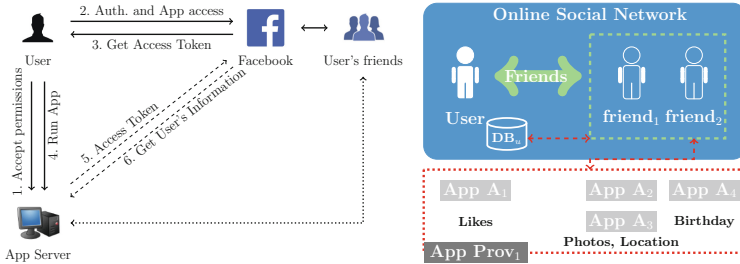 2. Auth. and App access
3. Get Access Token
User
Facebook
User's friends
1. Accept permissions
4. Run App
5. Access Token
6. Get User's Information
App Server
Online Social Network
Friends
User
friend1 friend2
DBu
App A1
App A2
App A4
Likes
App A3
Birthday
Photos, Location
App Prov1